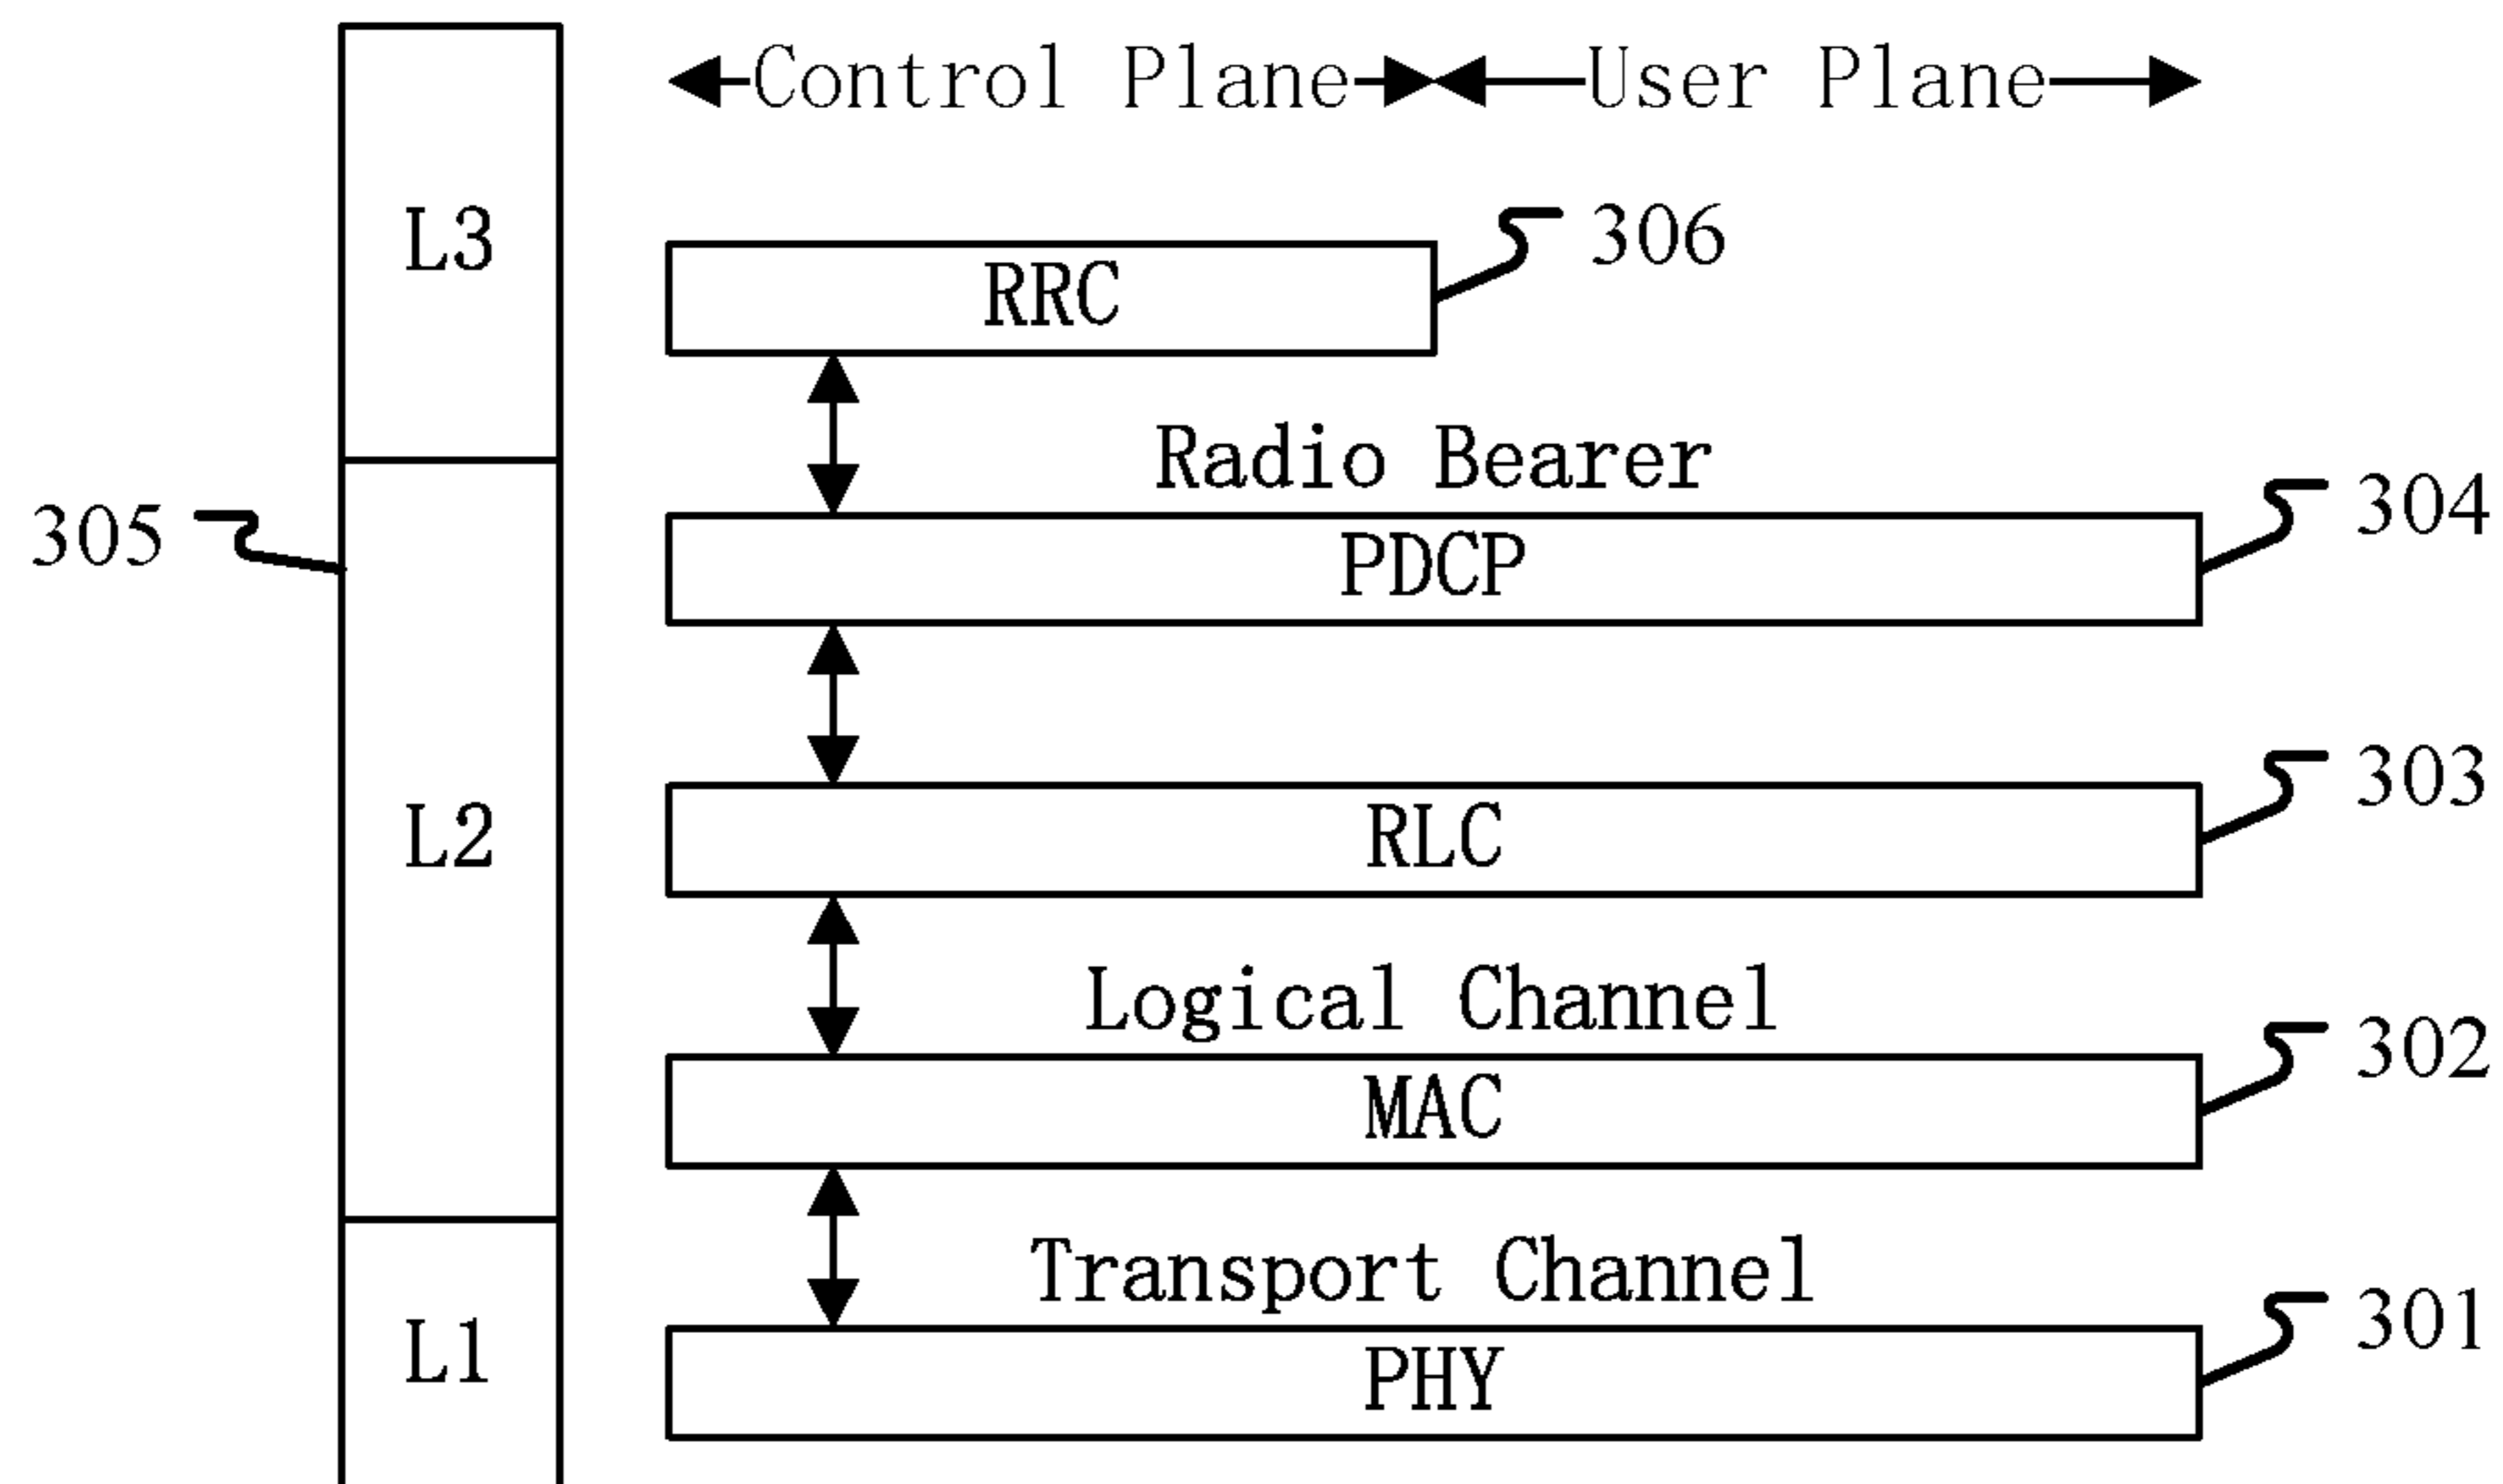 Control Plane User Plane
L3
306
RRC
Radio Bearer
304
305
PDCP
303
L2
RLC
Logical Channel
302
MAC
Transport Channel
301
L1
PHY